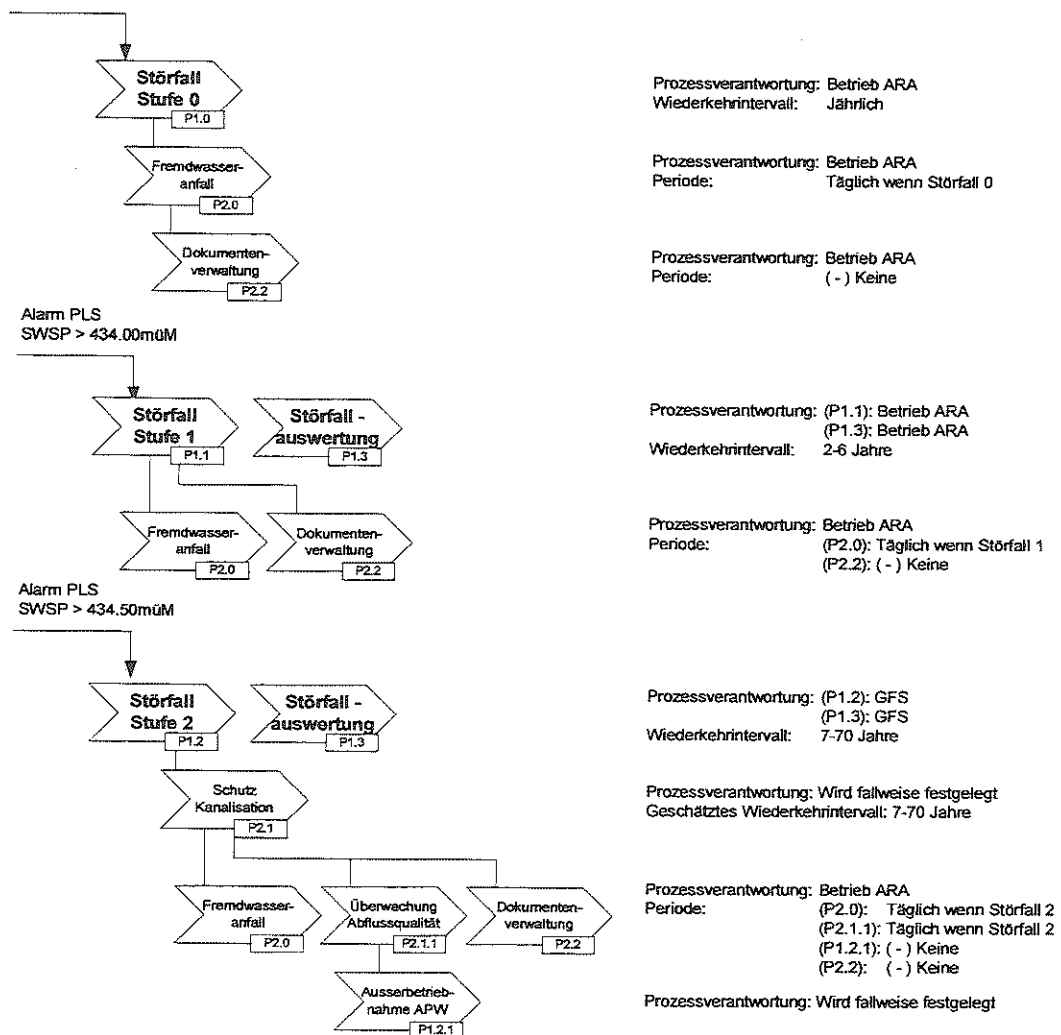 Störfall
Stufe 0
P1.0
Prozessverantwortung: Betrieb ARA
Wiederkehrintervall: Jährlich
Fremdwasser-
anfall
P2.0
Prozessverantwortung: Betrieb ARA
Periode: Täglich wenn Störfall 0
Dokumenten-
verwaltung
P2.2
Prozessverantwortung: Betrieb ARA
Periode: ( - ) Keine
Alarm PLS
SWSP > 434.00müM
Störfall
Stufe 1
P1.1
Störfall -
auswertung
P1.3
Prozessverantwortung: (P1.1): Betrieb ARA
(P1.3): Betrieb ARA
Wiederkehrintervall: 2-6 Jahre
Fremdwasser-
anfall
P2.0
Dokumenten-
verwaltung
P2.2
Prozessverantwortung: Betrieb ARA
Periode: (P2.0): Täglich wenn Störfall 1
(P2.2): ( - ) Keine
Alarm PLS
SWSP > 434.50müM
Störfall
Stufe 2
P1.2
Störfall -
auswertung
P1.3
Prozessverantwortung: (P1.2): GFS
(P1.3): GFS
Wiederkehrintervall: 7-70 Jahre
Schutz
Kanalisation
P2.1
Prozessverantwortung: Wird fallweise festgelegt
Geschätztes Wiederkehrintervall: 7-70 Jahre
Fremdwasser-
anfall
P2.0
Überwachung
Abflussqualität
P2.1.1
Dokumenten-
verwaltung
P2.2
Prozessverantwortung: Betrieb ARA
Periode: (P2.0): Täglich wenn Störfall 2
(P2.1.1): Täglich wenn Störfall 2
(P1.2.1): ( - ) Keine
(P2.2): ( - ) Keine
Ausserbetrieb-
nahme APW
P1.2.1
Prozessverantwortung: Wird fallweise festgelegt